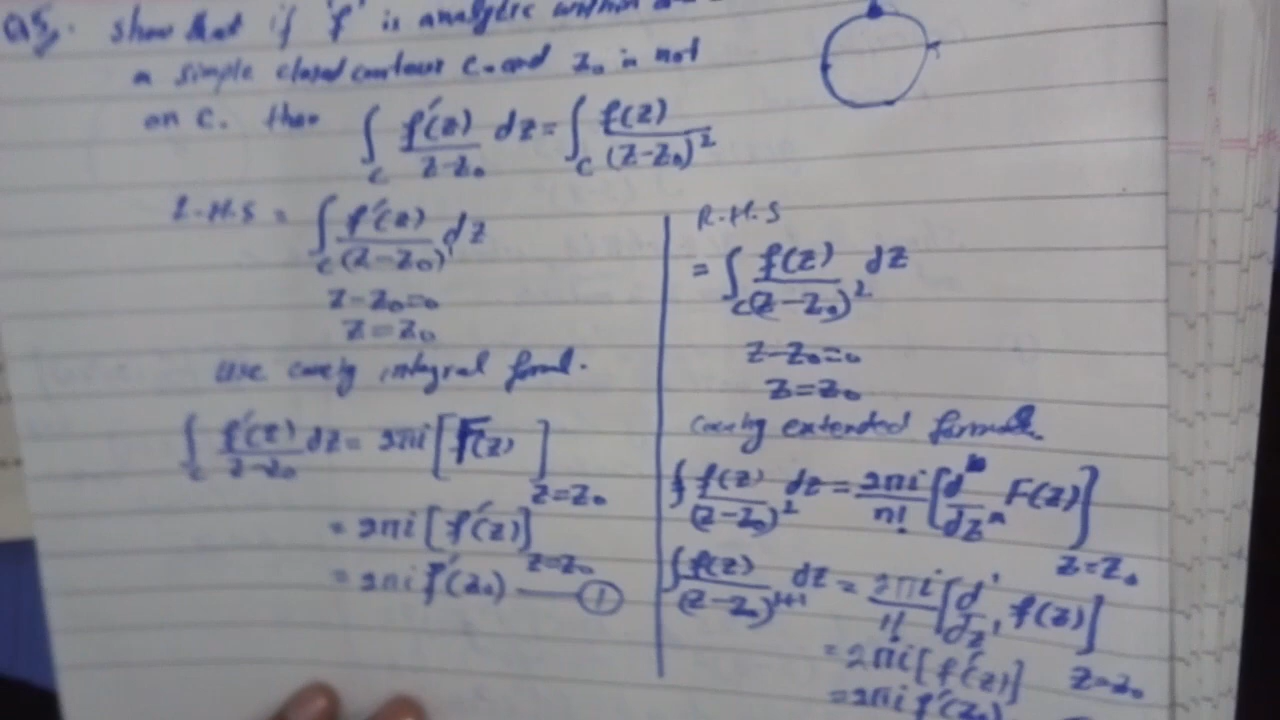 Q5. show that if 'f' is analytic within
a simple closed contour C. and z₀ is not
on C. then ∫_C f'(z)/(z-z₀) dz = ∫_C f(z)/(z-z₀)²
L.H.S = ∫_C f'(z)/(z-z₀)¹ dz
z-z₀=0
z=z₀
use cauchy integral form.
∫_C f'(z)/(z-z₀) dz = 2πi [F(z)]_{z=z₀}
= 2πi [f'(z)]_{z=z₀}
= 2πi f'(z₀) — ①
R.H.S
= ∫_C f(z)/(z-z₀)² dz
z-z₀=0
z=z₀
Cauchy extended formula
∮ f(z)/(z-z₀)² dz = 2πi/n! [dⁿ/dzⁿ F(z)]_{z=z₀}
∫ f(z)/(z-z₀)¹⁺¹ dz = 2πi/1! [d¹/dz¹ f(z)]_{z=z₀}
= 2πi [f'(z)]_{z=z₀}
= 2πi f'(z₀)